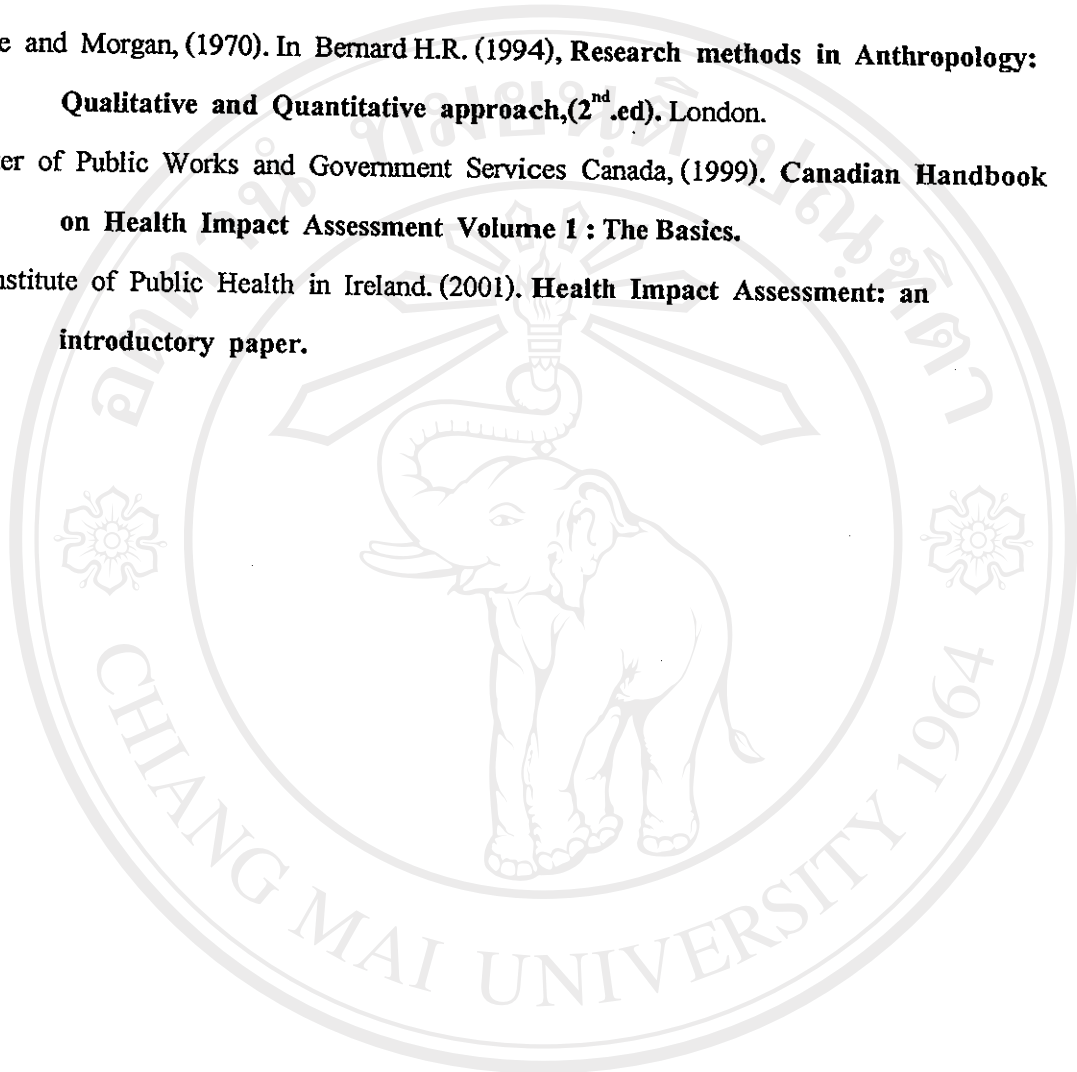 e and Morgan, (1970). In Bernard H.R. (1994), Research methods in Anthropology:
Qualitative and Quantitative approach,(2nd.ed). London.
er of Public Works and Government Services Canada, (1999). Canadian Handbook
on Health Impact Assessment Volume 1 : The Basics.
nstitute of Public Health in Ireland. (2001). Health Impact Assessment: an
introductory paper.
CHIANG MAI UNIVERSITY 1964